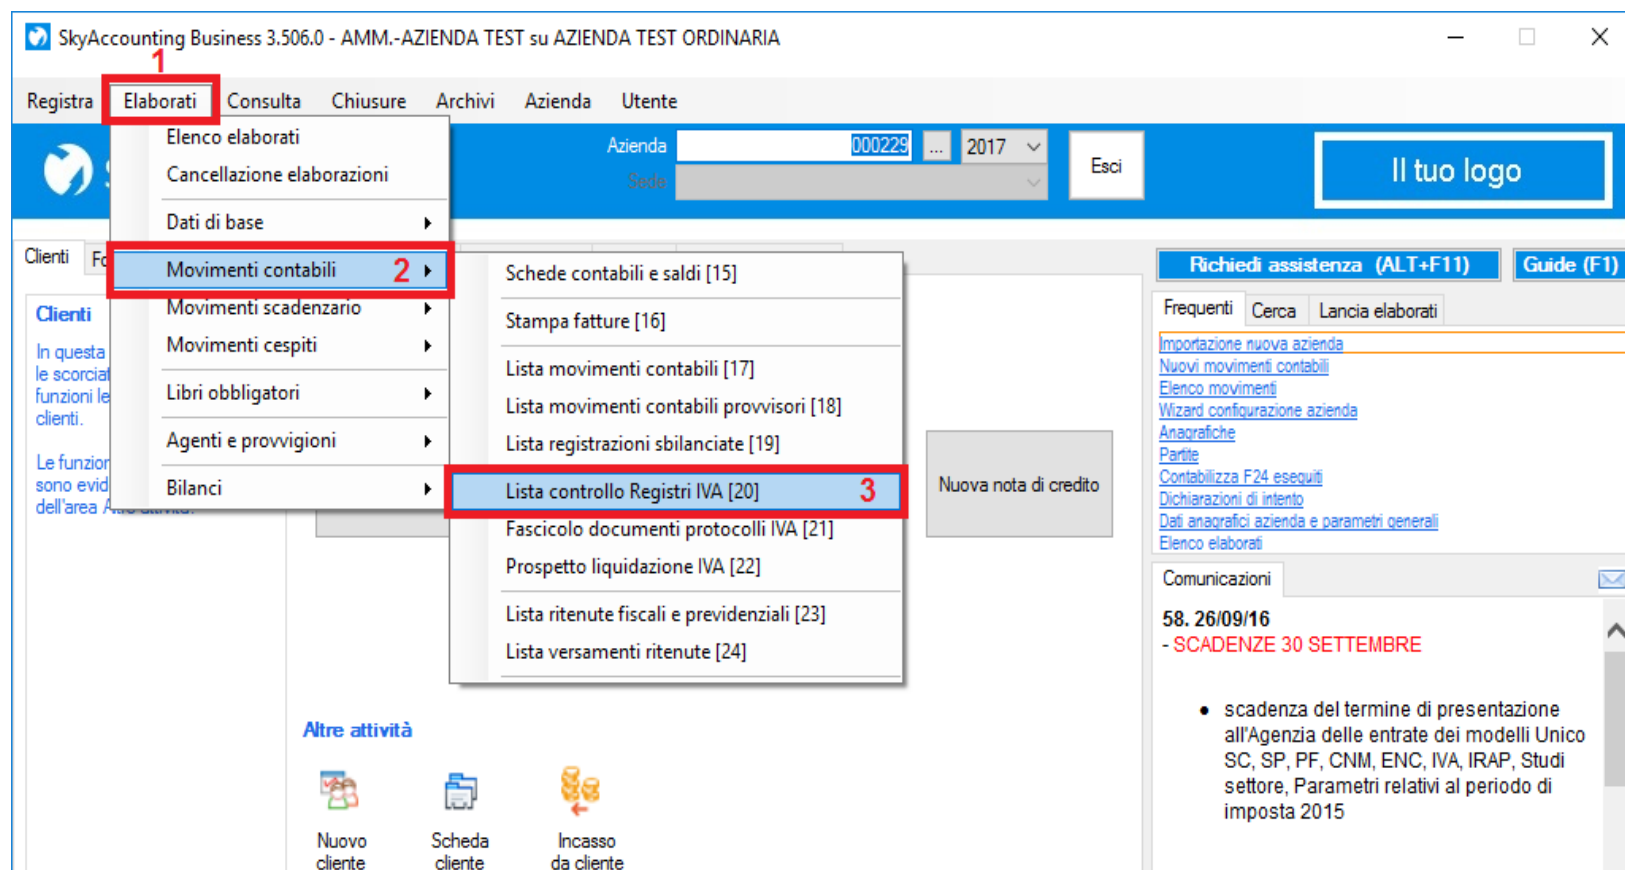 SkyAccounting Business 3.506.0 - AMM.-AZIENDA TEST su AZIENDA TEST ORDINARIA
1
Registra Elaborati Consulta Chiusure Archivi Azienda Utente
Elenco elaborati
Cancellazione elaborazioni
Dati di base
Movimenti contabili 2
Movimenti scadenzario
Movimenti cespiti
Libri obbligatori
Agenti e provvigioni
Bilanci
Azienda 000229 ... 2017
Sede
Esci
Il tuo logo
Clienti Fo
Clienti
In questa
le scorciat
funzioni le
clienti.
Le funzior
sono evid
dell'area Altre attività.
Schede contabili e saldi [15]
Stampa fatture [16]
Lista movimenti contabili [17]
Lista movimenti contabili provvisori [18]
Lista registrazioni sbilanciate [19]
Lista controllo Registri IVA [20] 3
Fascicolo documenti protocolli IVA [21]
Prospetto liquidazione IVA [22]
Lista ritenute fiscali e previdenziali [23]
Lista versamenti ritenute [24]
Nuova nota di credito
Altre attività
Nuovo
cliente
Scheda
cliente
Incasso
da cliente
Richiedi assistenza (ALT+F11) Guide (F1)
Frequenti Cerca Lancia elaborati
Importazione nuova azienda
Nuovi movimenti contabili
Elenco movimenti
Wizard configurazione azienda
Anagrafiche
Partite
Contabilizza F24 eseguiti
Dichiarazioni di intento
Dati anagrafici azienda e parametri generali
Elenco elaborati
Comunicazioni
58. 26/09/16
- SCADENZE 30 SETTEMBRE
● scadenza del termine di presentazione
all'Agenzia delle entrate dei modelli Unico
SC, SP, PF, CNM, ENC, IVA, IRAP, Studi
settore, Parametri relativi al periodo di
imposta 2015